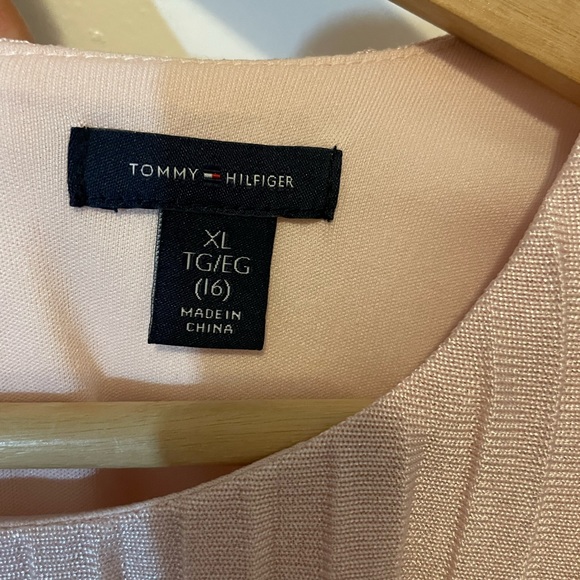 TOMMY HILFIGER
XL
TG/EG
(16)
MADE IN
CHINA